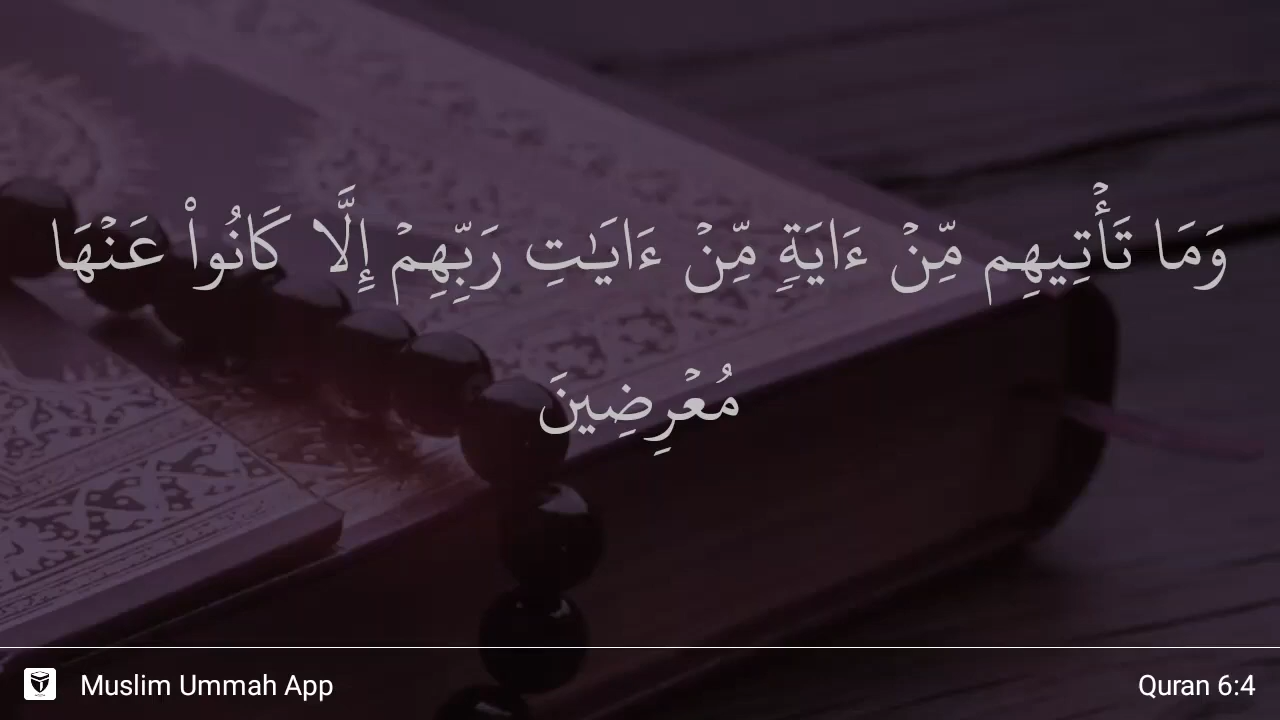 وَمَا تَأۡتِيهِم مِّنۡ ءَايَةٖ مِّنۡ ءَايَٰتِ رَبِّهِمۡ إِلَّا كَانُواْ عَنۡهَا
مُعۡرِضِينَ
Muslim Ummah App
Quran 6:4